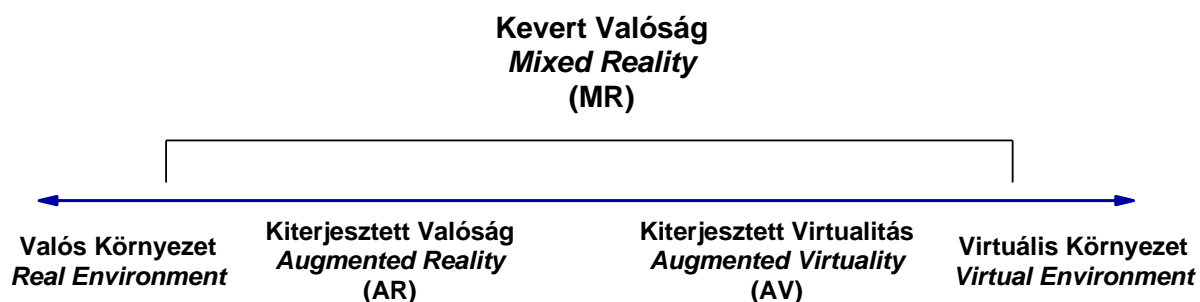 Kevert Valóság
Mixed Reality
(MR)
Valós Környezet
Real Environment
Kiterjesztett Valóság
Augmented Reality
(AR)
Kiterjesztett Virtualitás
Augmented Virtuality
(AV)
Virtuális Környezet
Virtual Environment